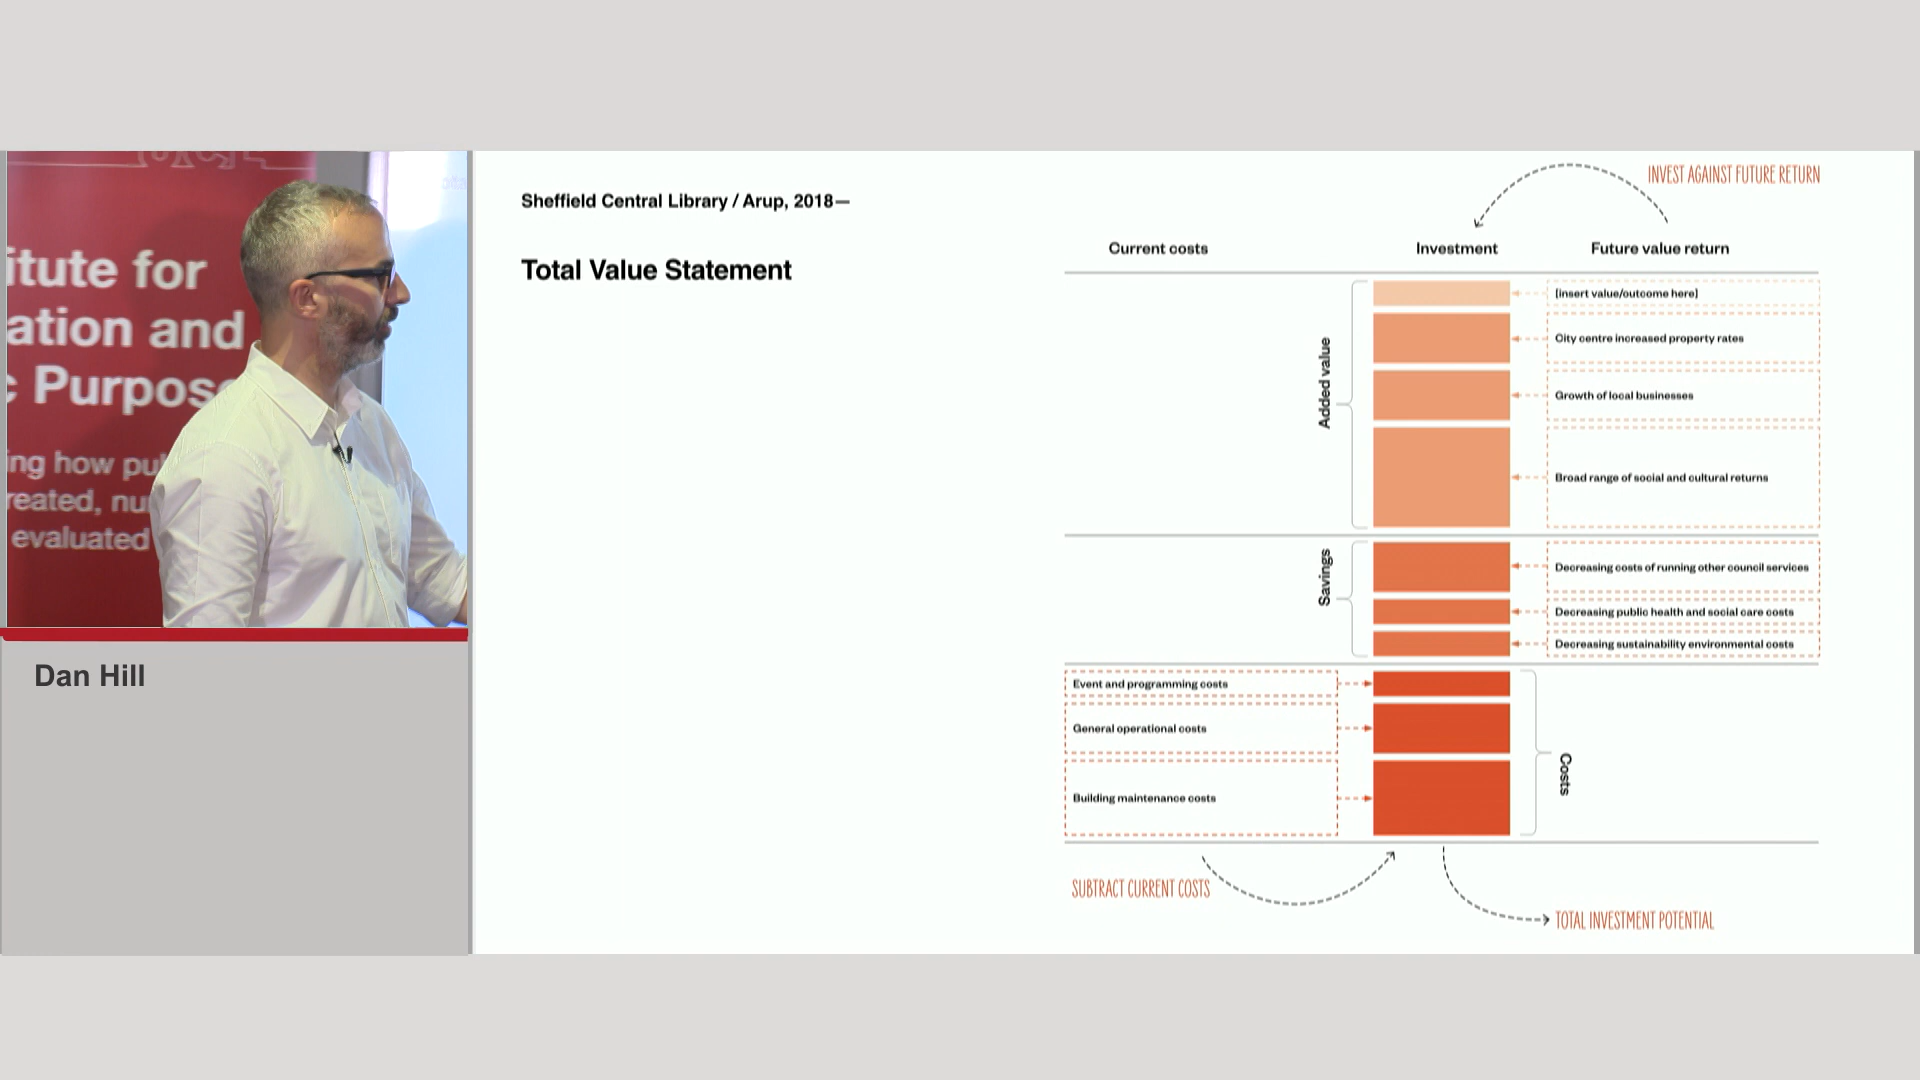 itute for
ation and
c Purpose
ing how pu
reated, nu
evaluated
Dan Hill
Sheffield Central Library / Arup, 2018—
Total Value Statement
INVEST AGAINST FUTURE RETURN
Current costs
Investment
Future value return
Added value
[insert value/outcome here]
City centre increased property rates
Growth of local businesses
Broad range of social and cultural returns
Savings
Decreasing costs of running other council services
Decreasing public health and social care costs
Decreasing sustainability environmental costs
Event and programming costs
General operational costs
Building maintenance costs
Costs
SUBTRACT CURRENT COSTS
TOTAL INVESTMENT POTENTIAL